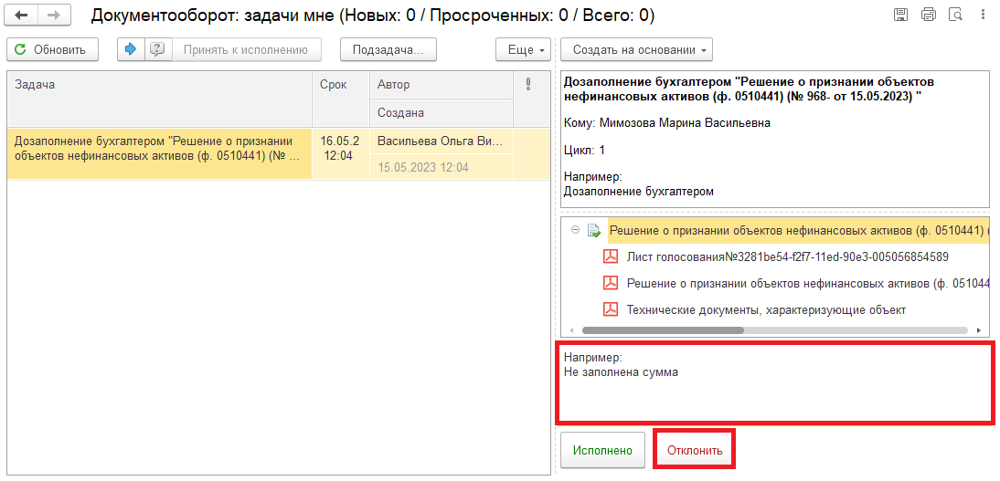 Документооборот: задачи мне (Новых: 0 / Просроченных: 0 / Всего: 0)
Обновить
Принять к исполнению
Подзадача...
Еще
Создать на основании
Задача
Срок
Автор
Создана
Дозаполнение бухгалтером "Решение о признании
объектов нефинансовых активов (ф. 0510441) (№ ...
16.05.2
12:04
Васильева Ольга Ви...
15.05.2023 12:04
Дозаполнение бухгалтером "Решение о признании объектов
нефинансовых активов (ф. 0510441) (№ 968- от 15.05.2023) "
Кому: Мимозова Марина Васильевна
Цикл: 1
Например:
Дозаполнение бухгалтером
Решение о признании объектов нефинансовых активов (ф. 0510441) (
Лист голосования№3281be54-f2f7-11ed-90e3-005056854589
Решение о признании объектов нефинансовых активов (ф. 05104
Технические документы, характеризующие объект
Например:
Не заполнена сумма
Исполнено
Отклонить